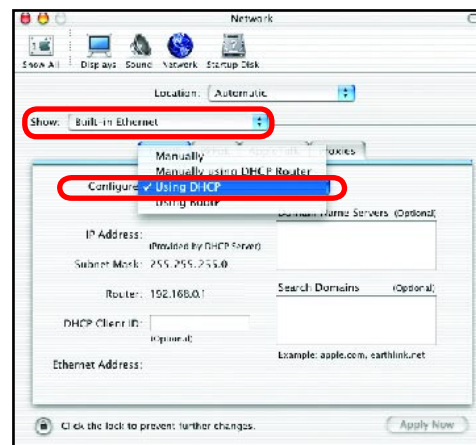 Network
Show All Displays Sound Network Startup Disk
Location: Automatic
Show: Built-in Ethernet
Proxies
Manually
Manually using DHCP Router
Configure ✓ Using DHCP
Using BootP
Domain Name Servers (Optional)
IP Address:
(Provided by DHCP Server)
Subnet Mask: 255.255.255.0
Router: 192.168.0.1
Search Domains (Optional)
DHCP Client ID:
(Optional)
Example: apple.com, earthlink.net
Ethernet Address:
Click the lock to prevent further changes.
Apply Now